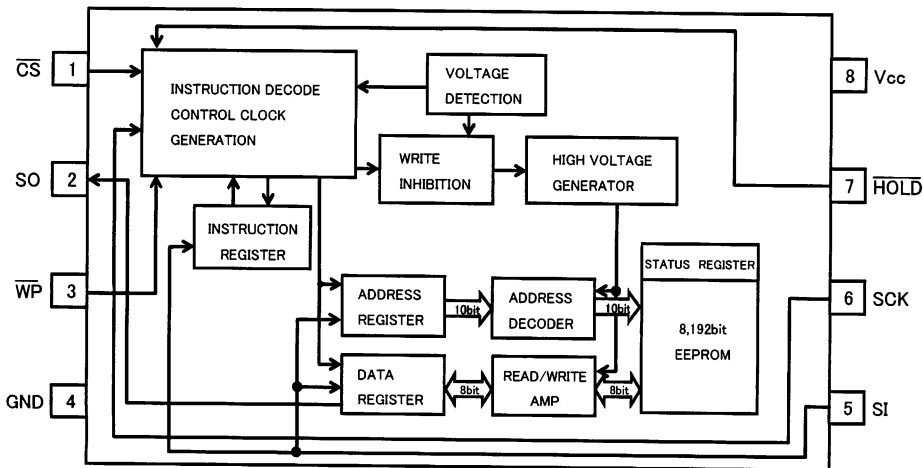 CS
1
SO
2
WP
3
GND
4
INSTRUCTION DECODE
CONTROL CLOCK
GENERATION
VOLTAGE
DETECTION
WRITE
INHIBITION
HIGH VOLTAGE
GENERATOR
INSTRUCTION
REGISTER
ADDRESS
REGISTER
10bit
ADDRESS
DECODER
10bit
DATA
REGISTER
8bit
READ/WRITE
AMP
8bit
STATUS REGISTER
8,192bit
EEPROM
8
Vcc
7
HOLD
6
SCK
5
SI